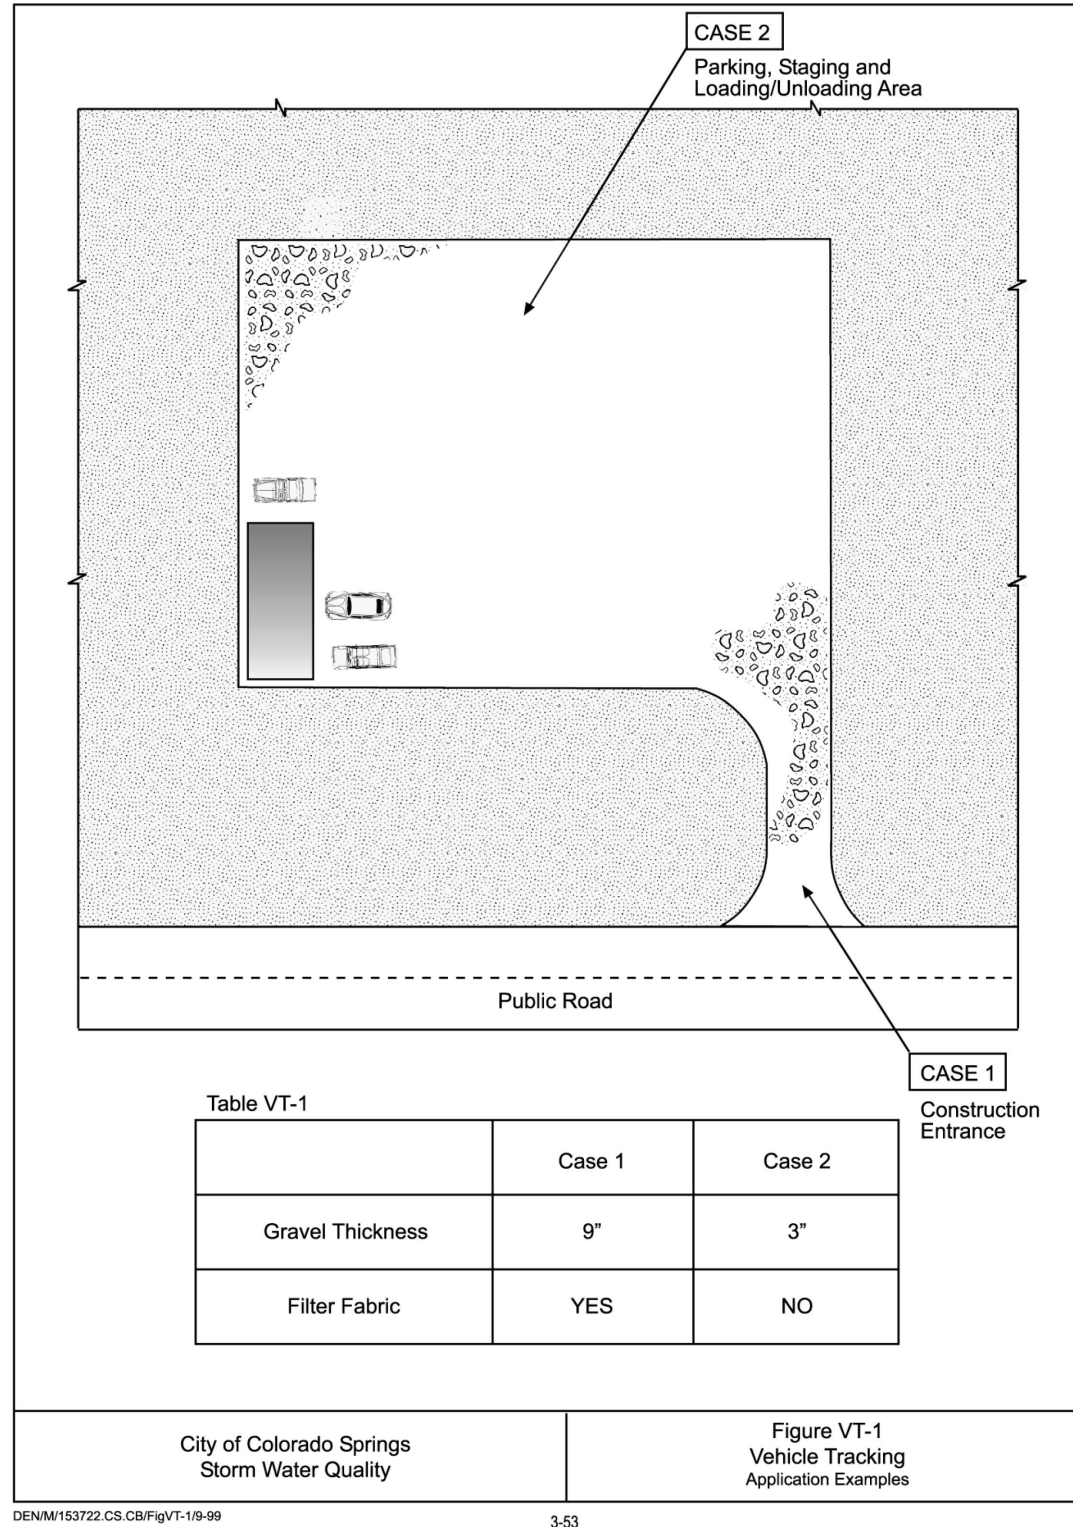 CASE 2
Parking, Staging and
Loading/Unloading Area
Public Road
CASE 1
Construction
Entrance
Table VT-1
Case 1 Case 2
Gravel Thickness 9” 3”
Filter Fabric YES NO
City of Colorado Springs
Storm Water Quality
Figure VT-1
Vehicle Tracking
Application Examples
DEN/M/153722.CS.CB/FigVT-1/9-99
3-53